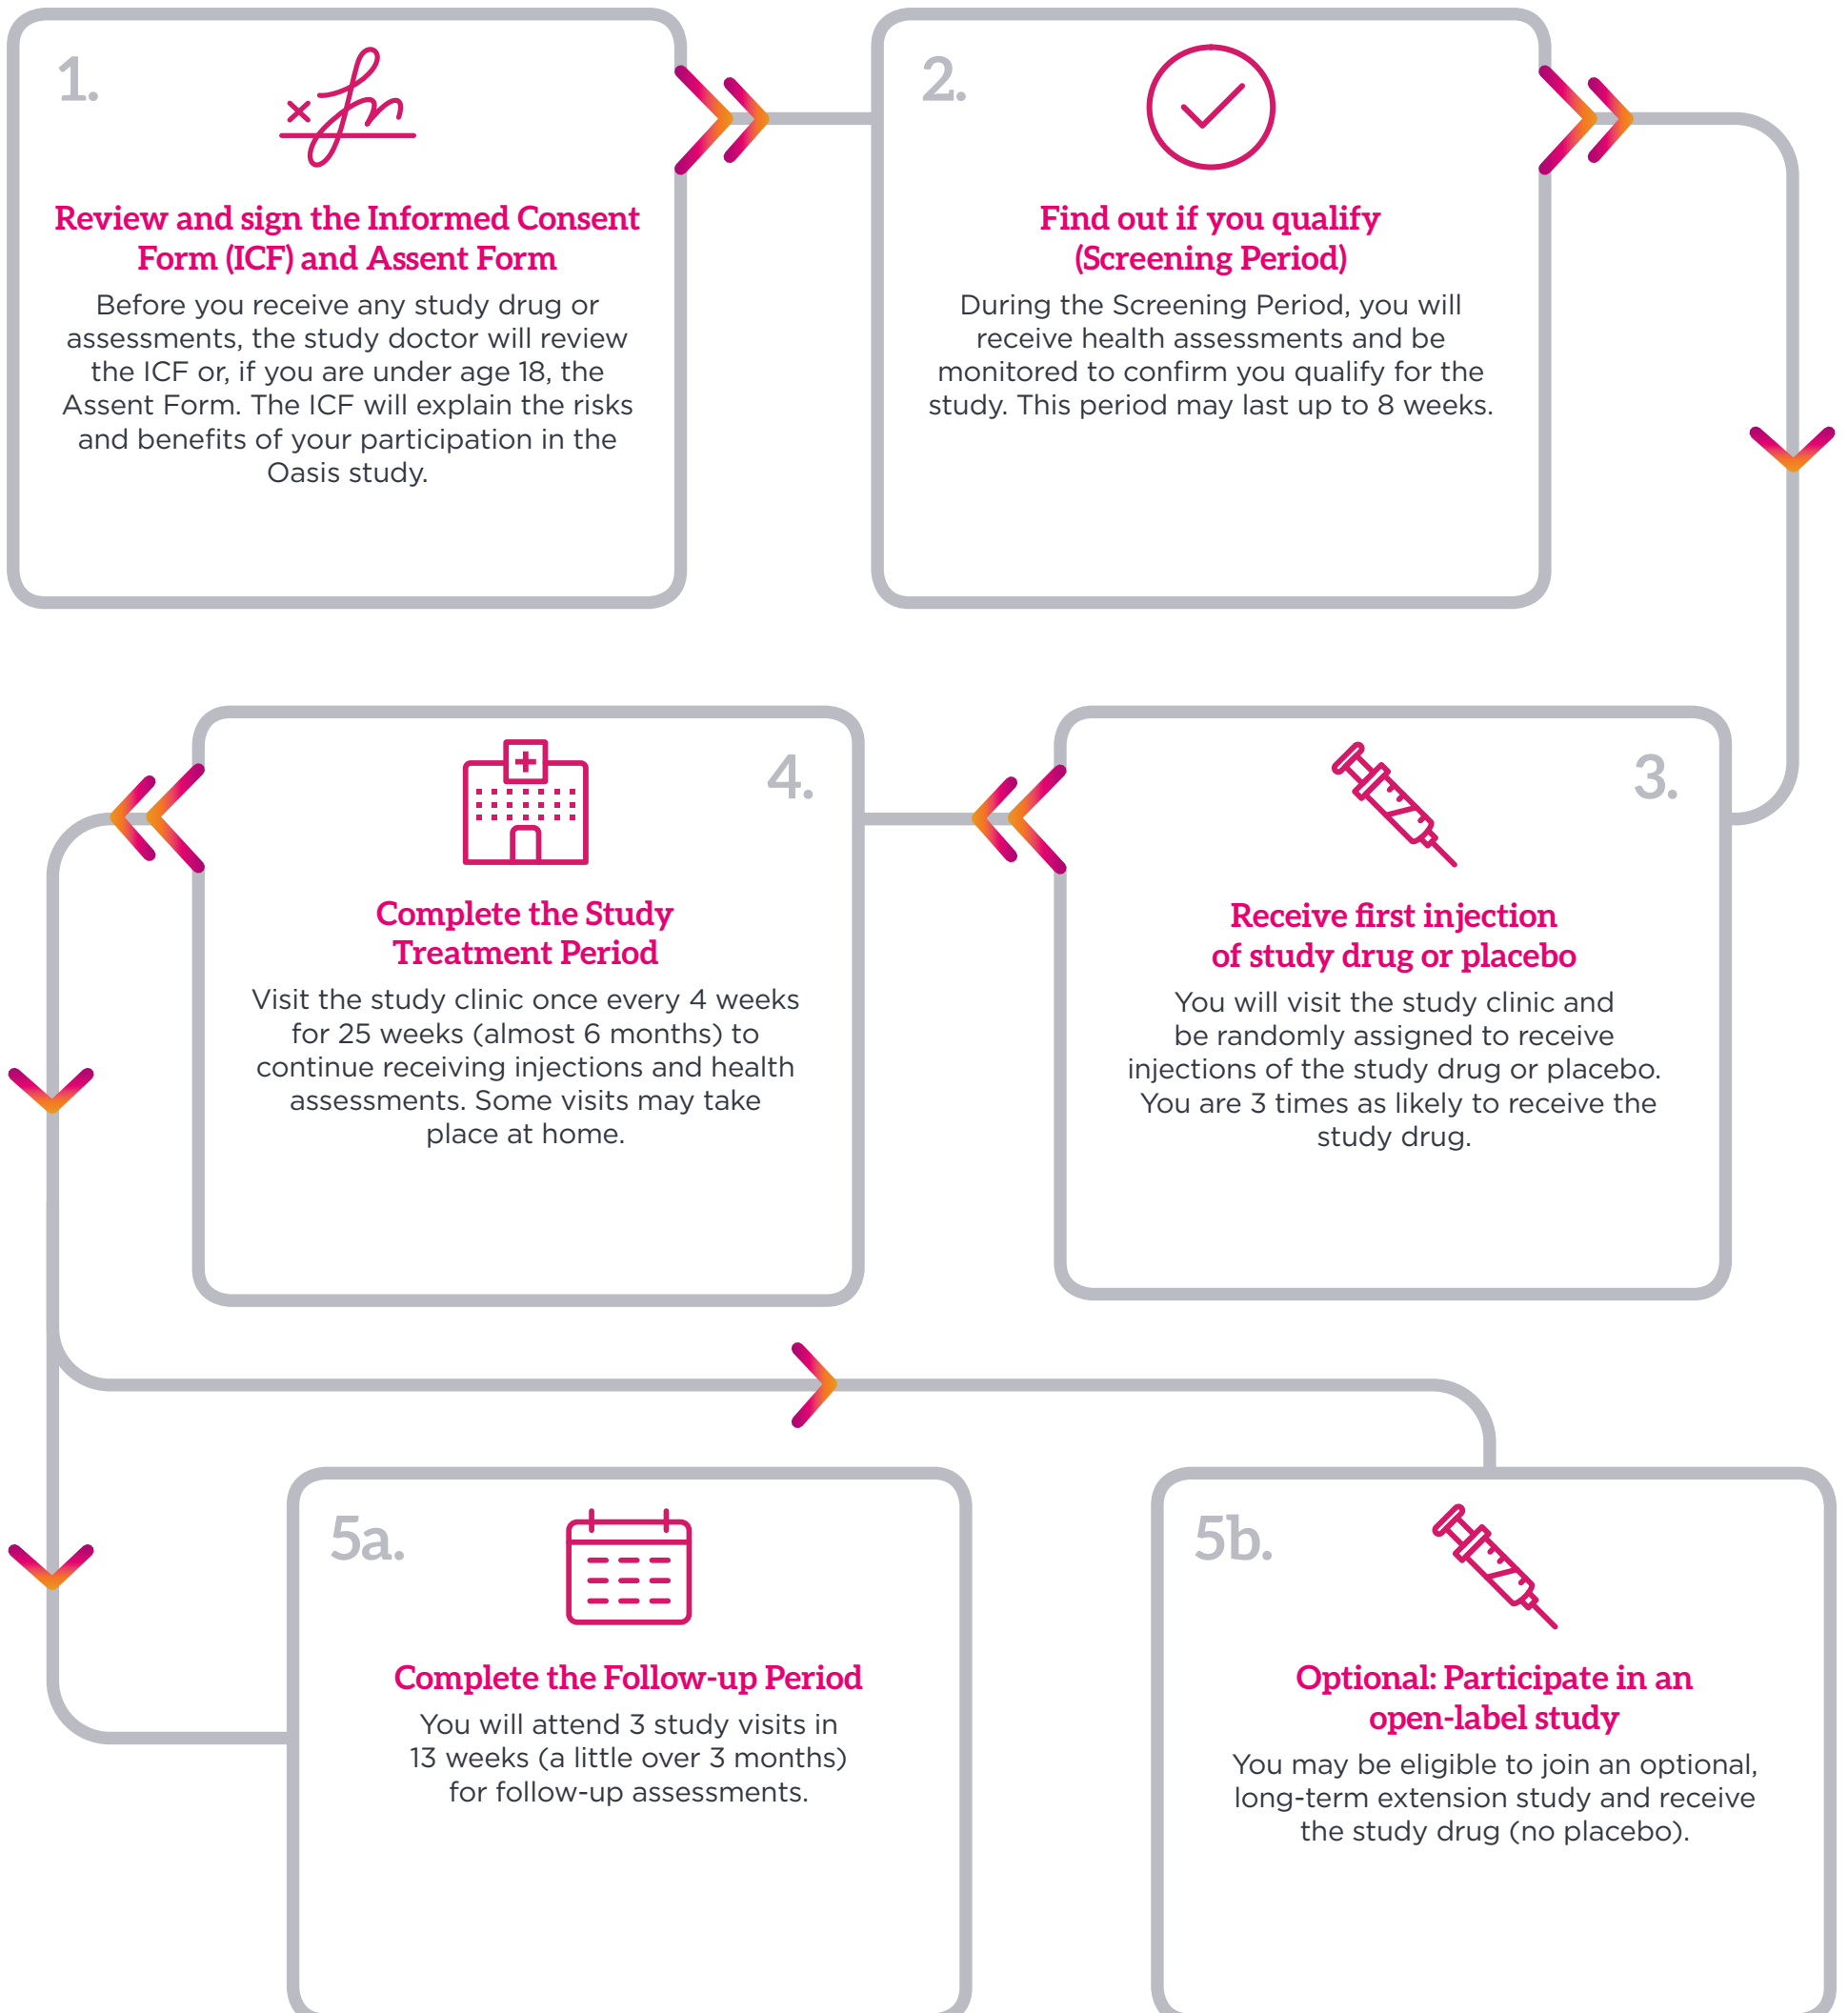 1.
Review and sign the Informed Consent
Form (ICF) and Assent Form
Before you receive any study drug or
assessments, the study doctor will review
the ICF or, if you are under age 18, the
Assent Form. The ICF will explain the risks
and benefits of your participation in the
Oasis study.
2.
Find out if you qualify
(Screening Period)
During the Screening Period, you will
receive health assessments and be
monitored to confirm you qualify for the
study. This period may last up to 8 weeks.
3.
Receive first injection
of study drug or placebo
You will visit the study clinic and
be randomly assigned to receive
injections of the study drug or placebo.
You are 3 times as likely to receive the
study drug.
4.
Complete the Study
Treatment Period
Visit the study clinic once every 4 weeks
for 25 weeks (almost 6 months) to
continue receiving injections and health
assessments. Some visits may take
place at home.
5a.
Complete the Follow-up Period
You will attend 3 study visits in
13 weeks (a little over 3 months)
for follow-up assessments.
5b.
Optional: Participate in an
open-label study
You may be eligible to join an optional,
long-term extension study and receive
the study drug (no placebo).